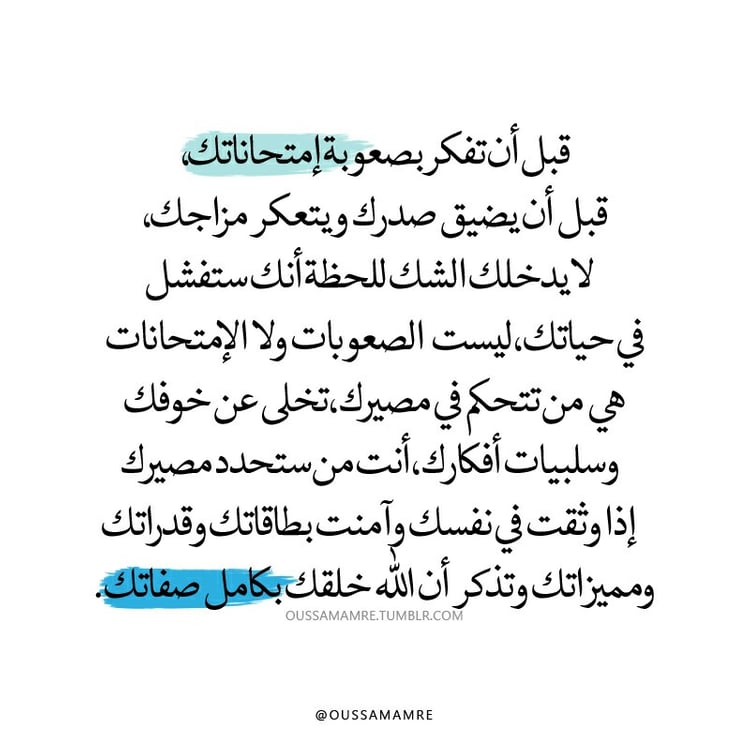 قبل أن تفكر بصعوبة إمتحاناتك،
قبل أن يضيق صدرك ويتعكر مزاجك،
لا يدخلك الشك للحظة أنك ستفشل
في حياتك، ليست الصعوبات ولا الإمتحانات
هي من تتحكم في مصيرك، تخلى عن خوفك
وسلبيات أفكارك، أنت من ستحدد مصيرك
إذا وثقت في نفسك وآمنت بطاقاتك وقدراتك
ومميزاتك وتذكر أن الله خلقك بكامل صفاتك.
OUSSAMAMRE.TUMBLR.COM
@OUSSAMAMRE